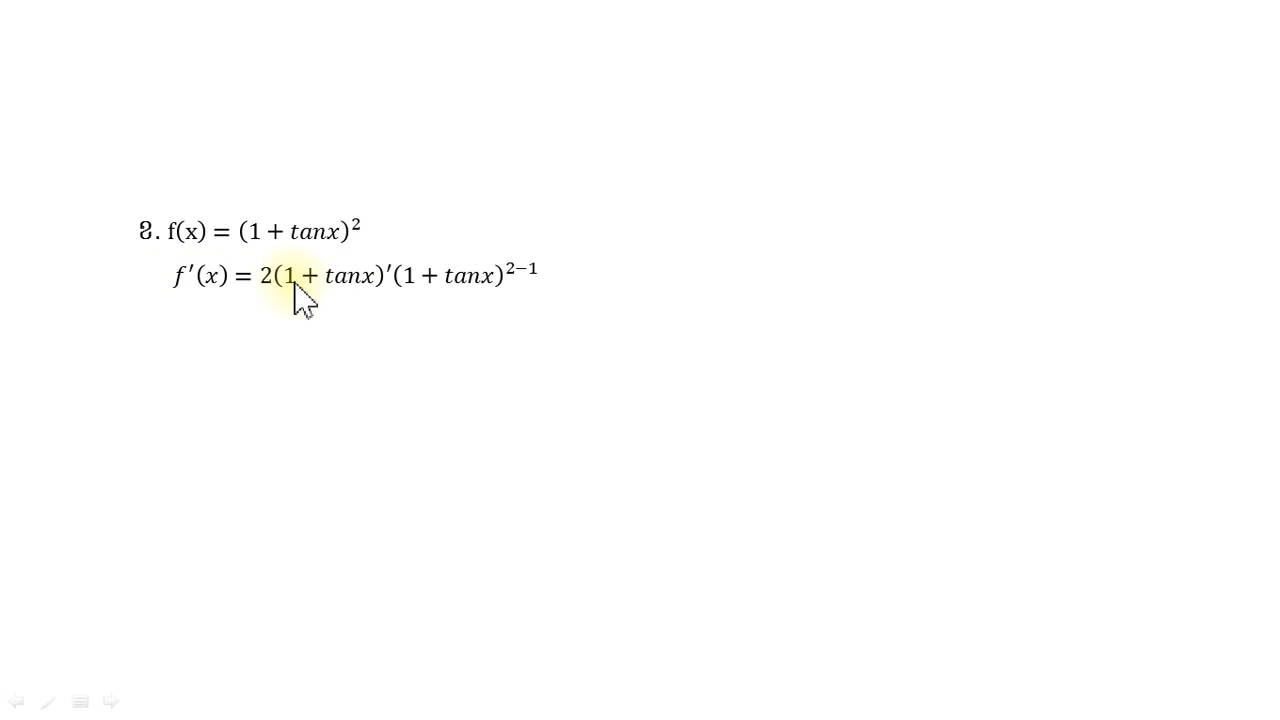 8. f(x) = (1 + tanx)²
f′(x) = 2(1 + tanx)′(1 + tanx)²⁻¹